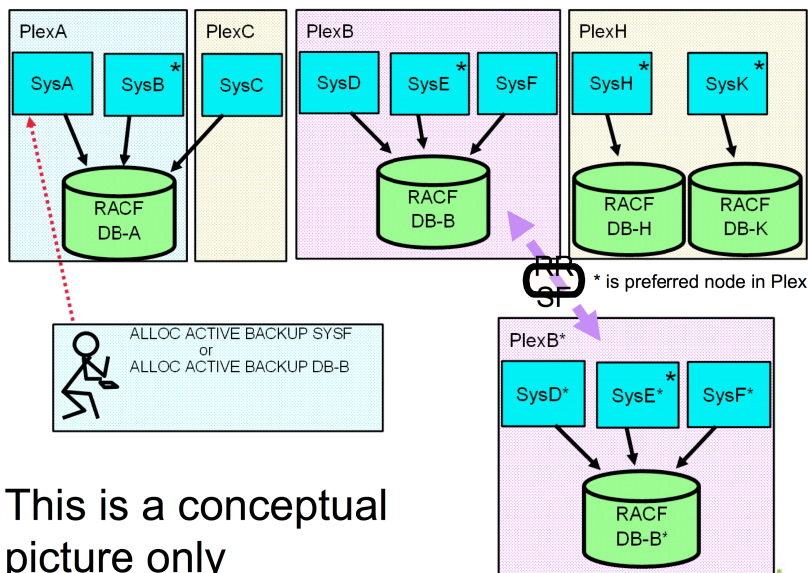 PlexA
PlexC
PlexB
PlexH
SysA
SysB *
SysC
SysD
SysE *
SysF
SysH *
SysK *
RACF
DB-A
RACF
DB-B
RACF
DB-H
RACF
DB-K
RR
SF
* is preferred node in Plex
ALLOC ACTIVE BACKUP SYSF
or
ALLOC ACTIVE BACKUP DB-B
PlexB*
SysD*
SysE* *
SysF*
RACF
DB-B*
This is a conceptual
picture only